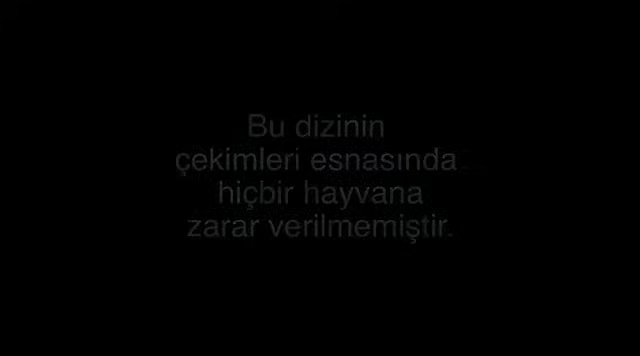 Bu dizinin
çekimleri esnasında
hiçbir hayvana
zarar verilmemiştir.